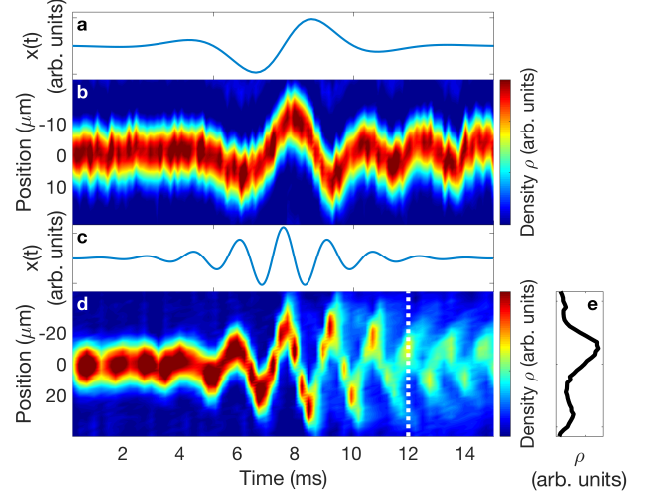 a
x(t)
(arb. units)
b
-10
0
10
Position (μm)
Density ρ (arb. units)
c
x(t)
(arb. units)
d
-20
0
20
Position (μm)
Density ρ (arb. units)
e
2 4 6 8 10 12 14
Time (ms)
ρ
(arb. units)